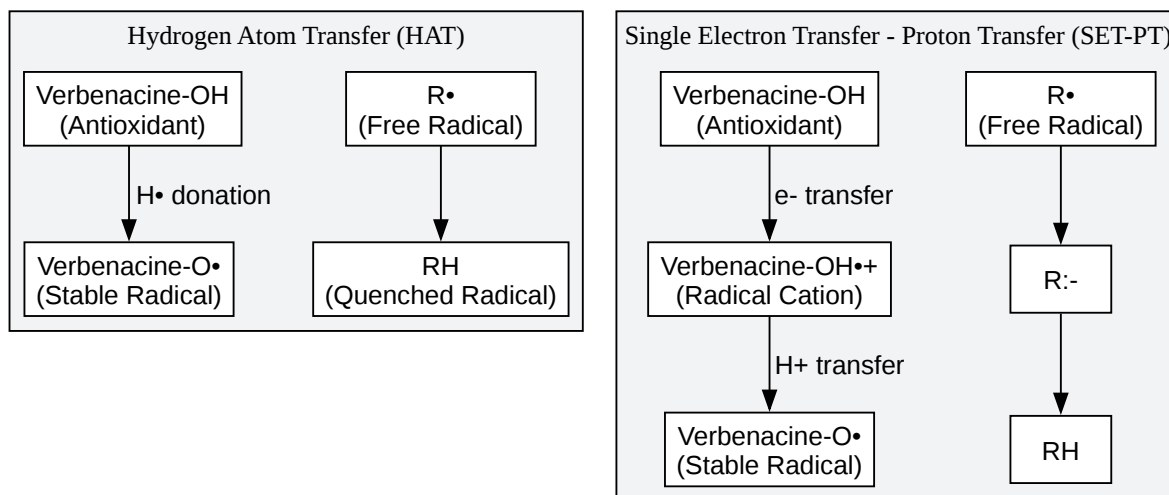 Hydrogen Atom Transfer (HAT)
Verbenacine-OH
(Antioxidant)
R•
(Free Radical)
H• donation
Verbenacine-O•
(Stable Radical)
RH
(Quenched Radical)
Single Electron Transfer - Proton Transfer (SET-PT)
Verbenacine-OH
(Antioxidant)
R•
(Free Radical)
e- transfer
Verbenacine-OH•+
(Radical Cation)
R:-
H+ transfer
Verbenacine-O•
(Stable Radical)
RH